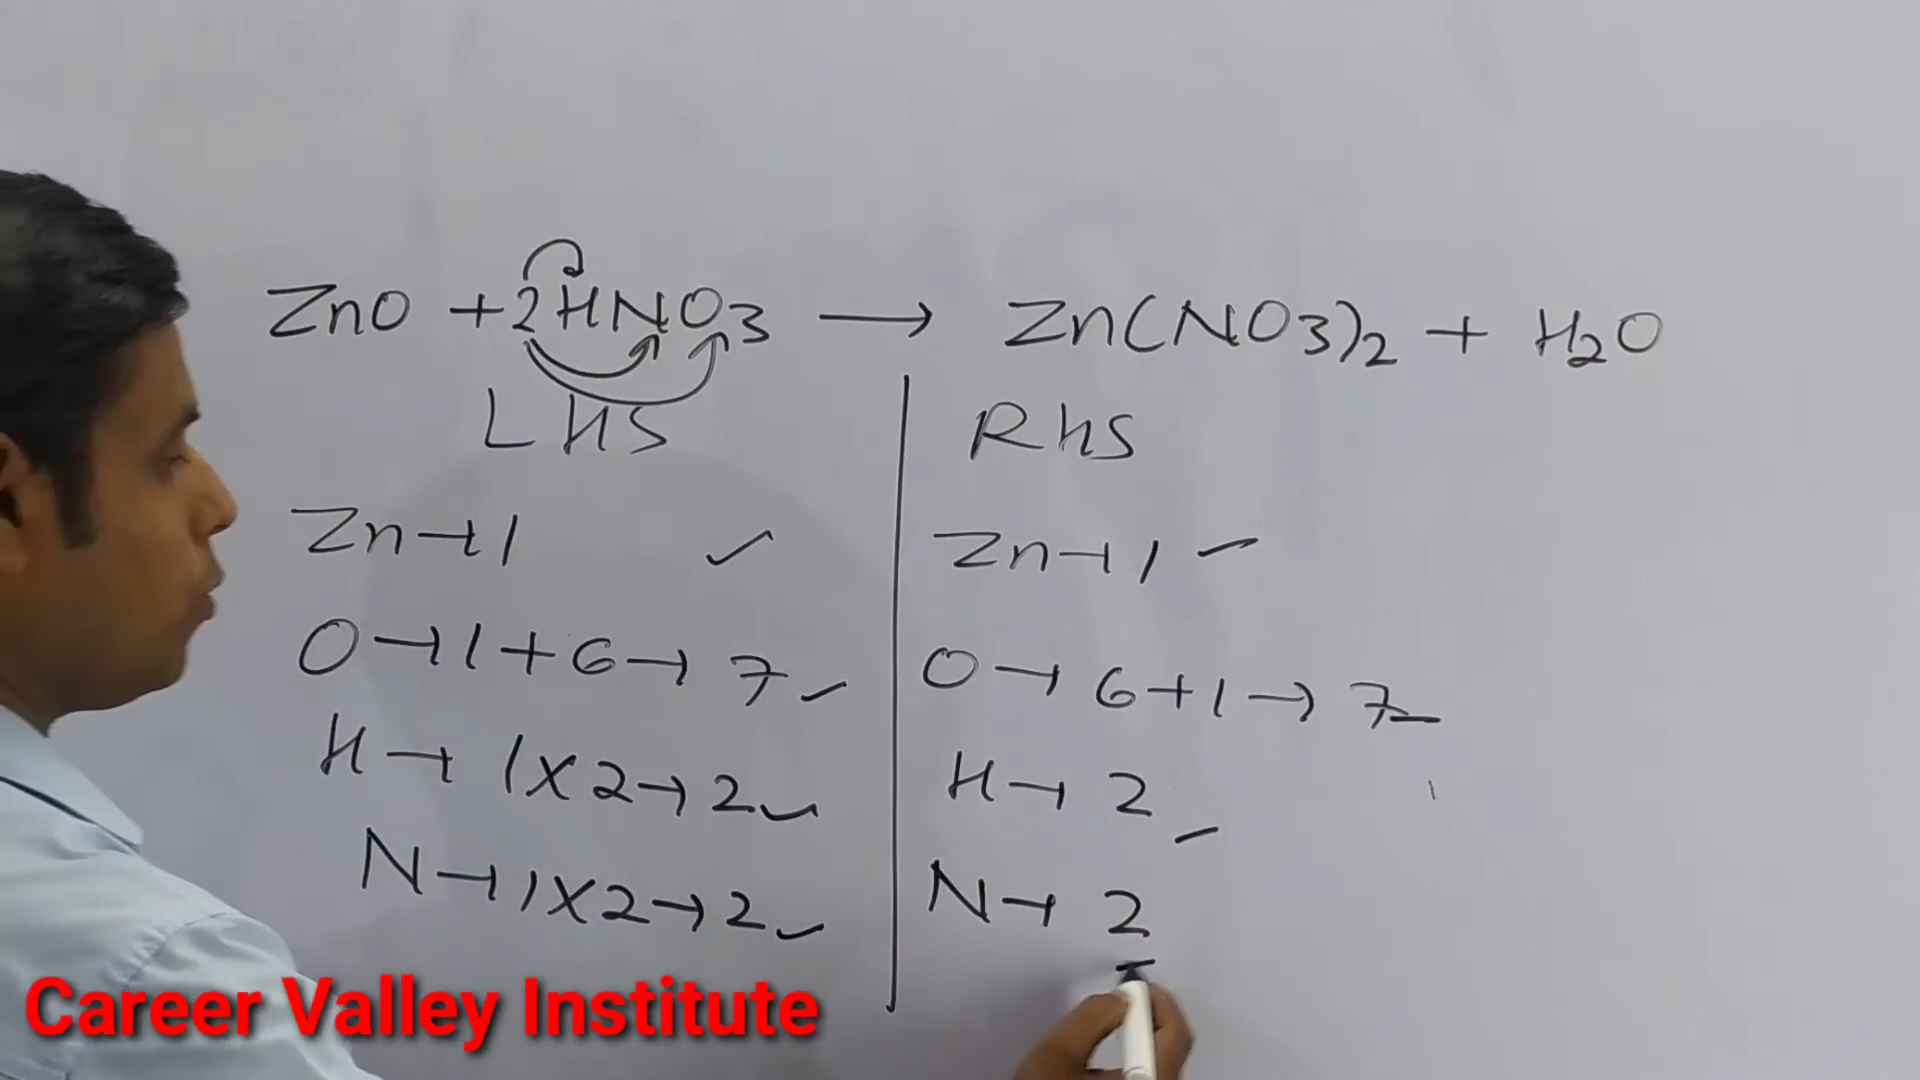 ZnO + 2HNO3 → Zn(NO3)2 + H2O
LHS RHS
Zn→1 ✓ Zn→1 ✓
O→1+6→7 ✓ O→6+1→7
H→1×2→2 ✓ H→2 ✓
N→1×2→2 ✓ N→2
Career Valley Institute